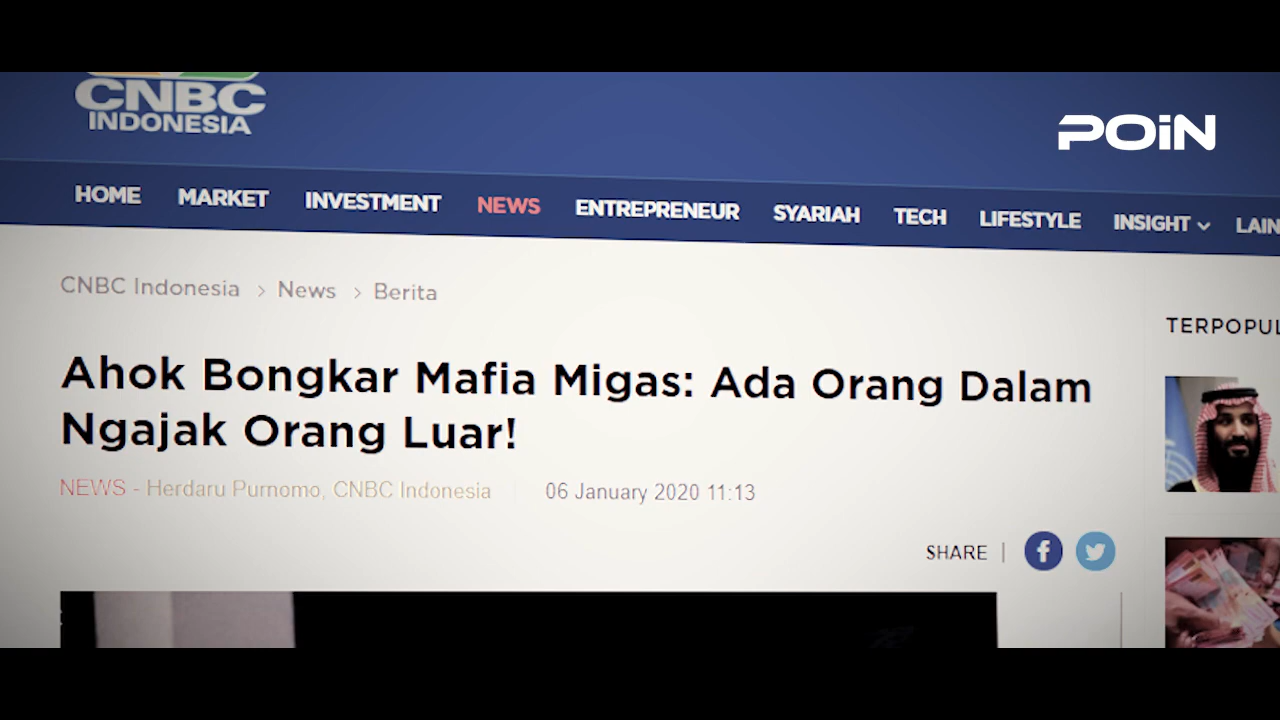 CNBC
INDONESIA
POiN
HOME MARKET INVESTMENT NEWS ENTREPRENEUR SYARIAH TECH LIFESTYLE INSIGHT LAIN
CNBC Indonesia > News > Berita
TERPOPUL
Ahok Bongkar Mafia Migas: Ada Orang Dalam
Ngajak Orang Luar!
NEWS - Herdaru Purnomo, CNBC Indonesia 06 January 2020 11:13
SHARE |